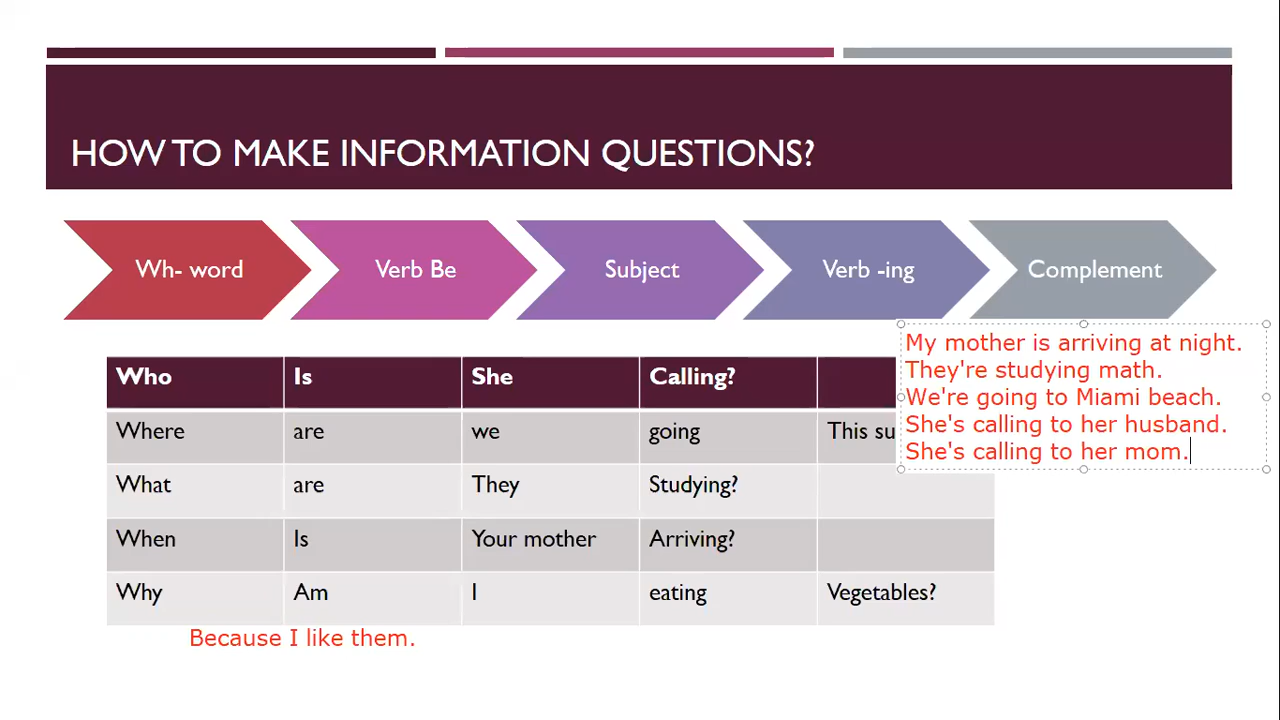 HOW TO MAKE INFORMATION QUESTIONS?
Wh- word Verb Be Subject Verb -ing Complement
My mother is arriving at night.
They're studying math.
We're going to Miami beach.
She's calling to her husband.
She's calling to her mom.
Who Is She Calling?
Where are we going This
What are They Studying?
When Is Your mother Arriving?
Why Am I eating Vegetables?
Because I like them.